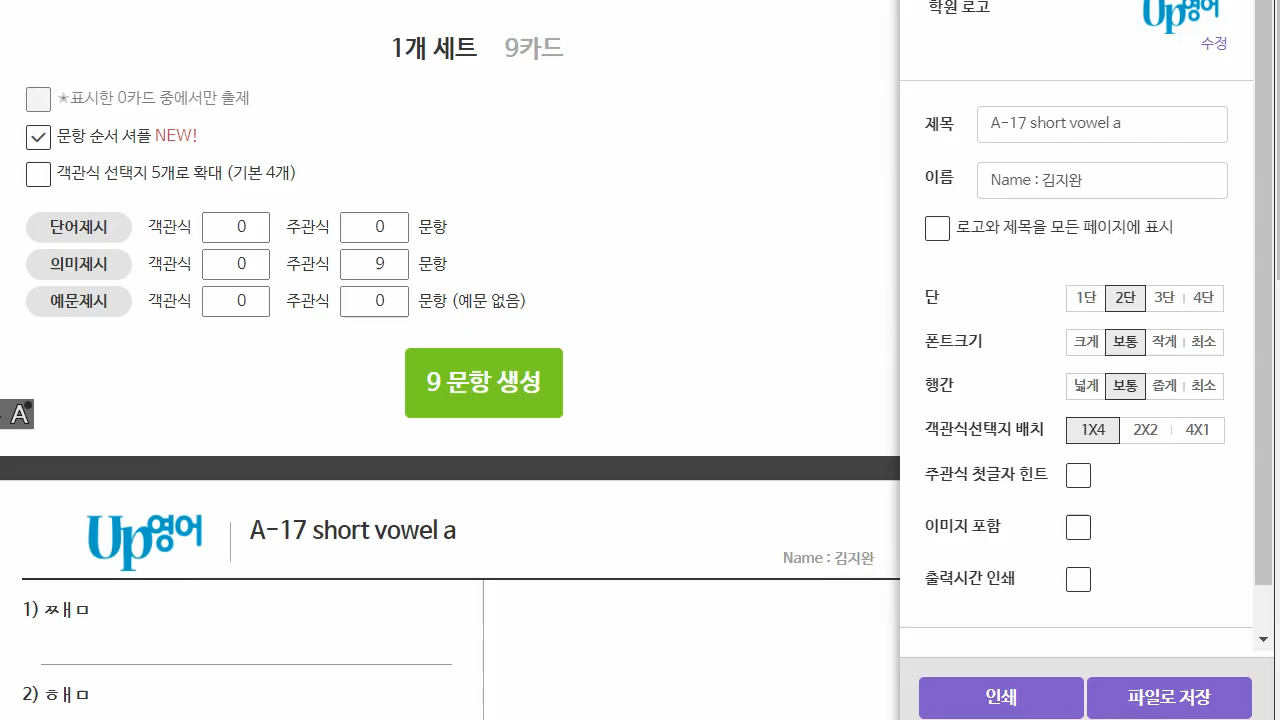 1개 세트 9카드
★표시한 0카드 중에서만 출제
문항 순서 셔플 NEW!
객관식 선택지 5개로 확대 (기본 4개)
단어제시 객관식 0 주관식 0 문항
의미제시 객관식 0 주관식 9 문항
예문제시 객관식 0 주관식 0 문항 (예문 없음)
9 문항 생성
A
Up영어 A-17 short vowel a
Name : 김지완
1) ㅉㅐㅁ
2) ㅎㅐㅁ
학원 로고 Up영어
수정
제목 A-17 short vowel a
이름 Name : 김지완
로고와 제목을 모든 페이지에 표시
단 1단 2단 3단 4단
폰트크기 크게 보통 작게 최소
행간 넓게 보통 좁게 최소
객관식선택지 배치 1X4 2X2 4X1
주관식 첫글자 힌트
이미지 포함
출력시간 인쇄
인쇄 파일로 저장